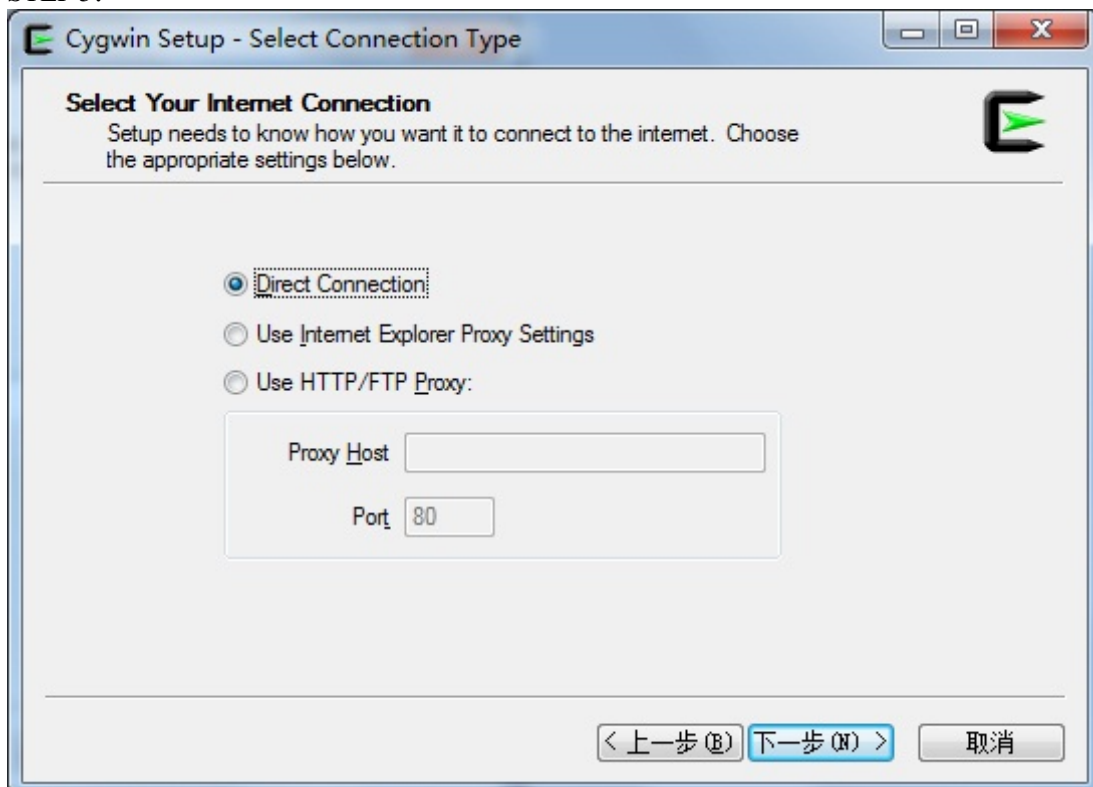 Cygwin Setup - Select Connection Type
Select Your Internet Connection
Setup needs to know how you want it to connect to the internet. Choose
the appropriate settings below.
Direct Connection
Use Internet Explorer Proxy Settings
Use HTTP/FTP Proxy:
Proxy Host
Port 80
< 上一步(B) 下一步(N) > 取消